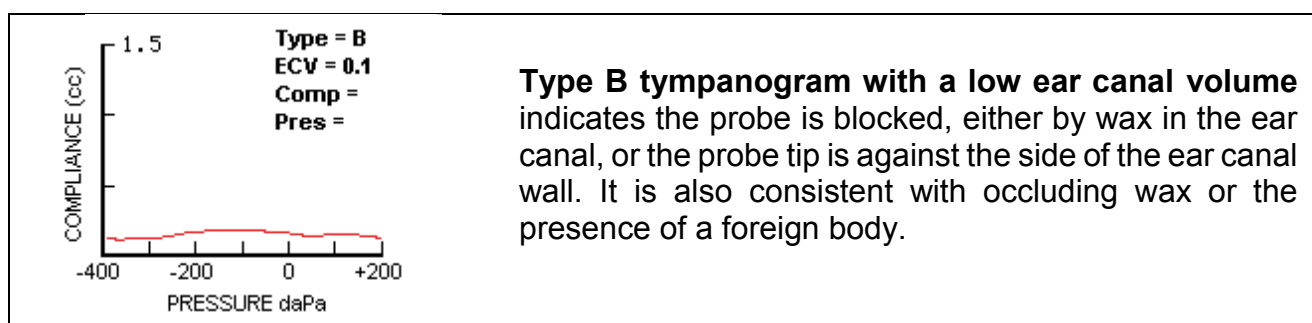 1.5
Type = B
ECV = 0.1
Comp =
Pres =
COMPLIANCE (cc)
-400 -200 0 +200
PRESSURE daPa
Type B tympanogram with a low ear canal volume
indicates the probe is blocked, either by wax in the ear
canal, or the probe tip is against the side of the ear canal
wall. It is also consistent with occluding wax or the
presence of a foreign body.